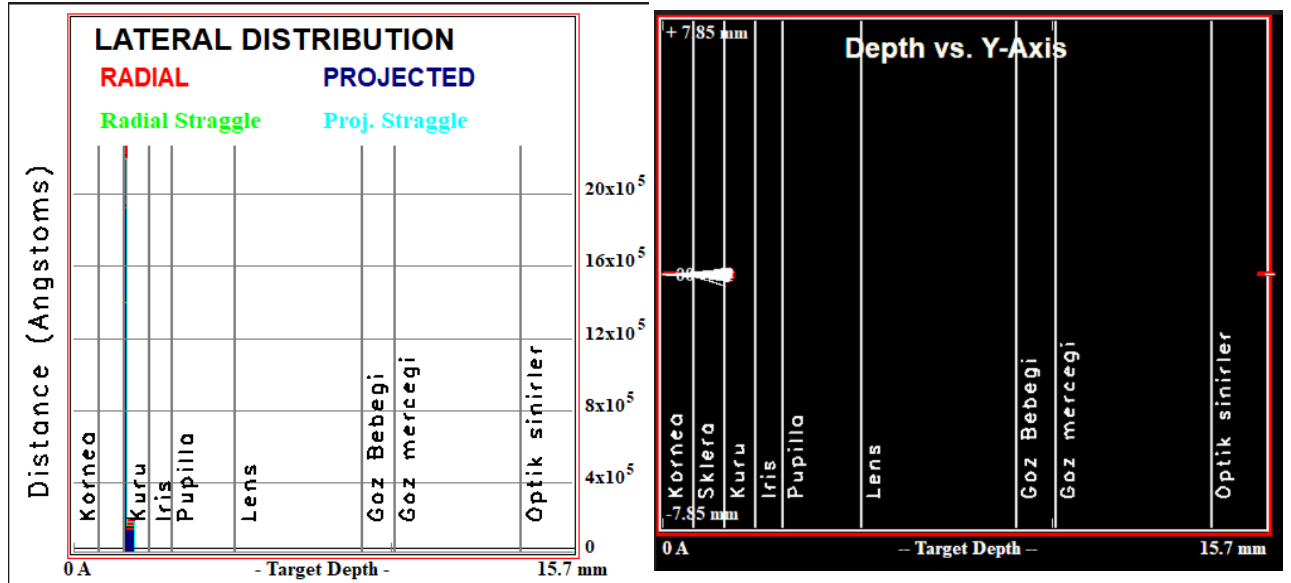 LATERAL DISTRIBUTION
RADIAL PROJECTED
Radial Straggle Proj. Straggle
Distance (Angstoms)
20x10⁵
16x10⁵
12x10⁵
8x10⁵
4x10⁵
0
Kornea
Kuru
Iris
Pupilla
Lens
Goz Bebegi
Goz mercegi
Optik sinirler
0 A - Target Depth - 15.7 mm
+ 7.85 mm
Depth vs. Y-Axis
Kornea
Sklera
Kuru
Iris
Pupilla
Lens
Goz Bebegi
Goz mercegi
Optik sinirler
-7.85 mm
0 A -- Target Depth -- 15.7 mm